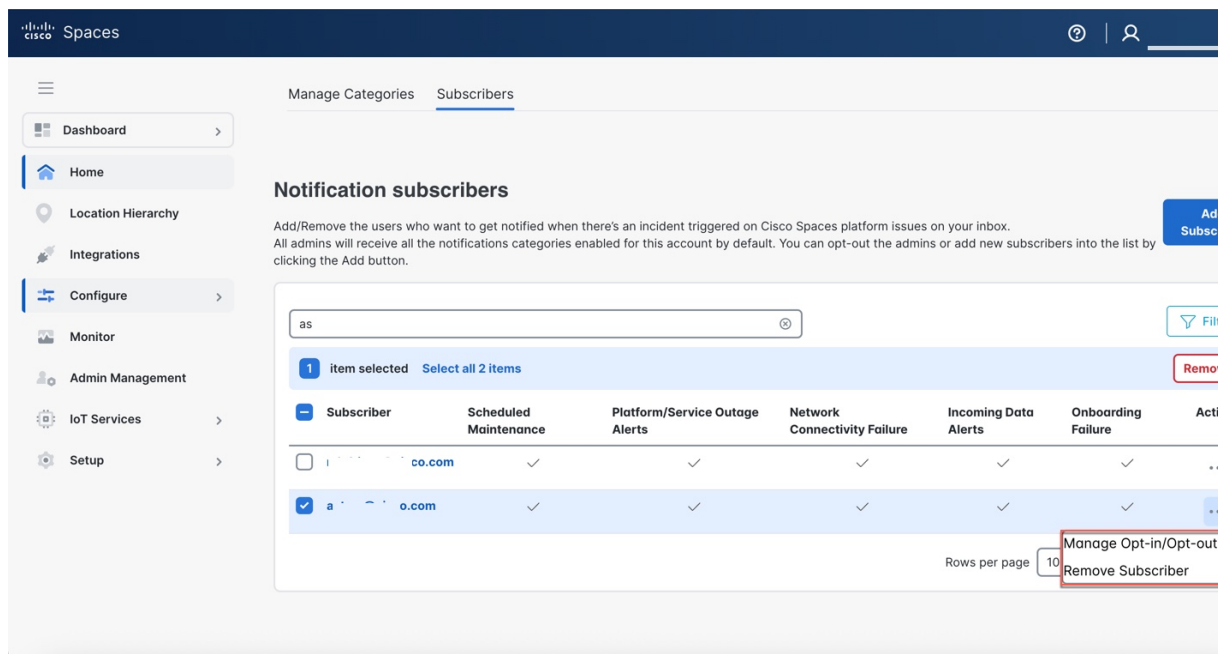 cisco Spaces
Manage Categories Subscribers
Dashboard
Home
Location Hierarchy
Integrations
Configure
Monitor
Admin Management
IoT Services
Setup
Notification subscribers
Add/Remove the users who want to get notified when there's an incident triggered on Cisco Spaces platform issues on your inbox.
All admins will receive all the notifications categories enabled for this account by default. You can opt-out the admins or add new subscribers into the list by
clicking the Add button.
Ad
Subsc
as
Filt
1 item selected Select all 2 items
Remov
Subscriber Scheduled Maintenance Platform/Service Outage Alerts Network Connectivity Failure Incoming Data Alerts Onboarding Failure Acti
co.com
a o.com
Rows per page 10
Manage Opt-in/Opt-out
Remove Subscriber